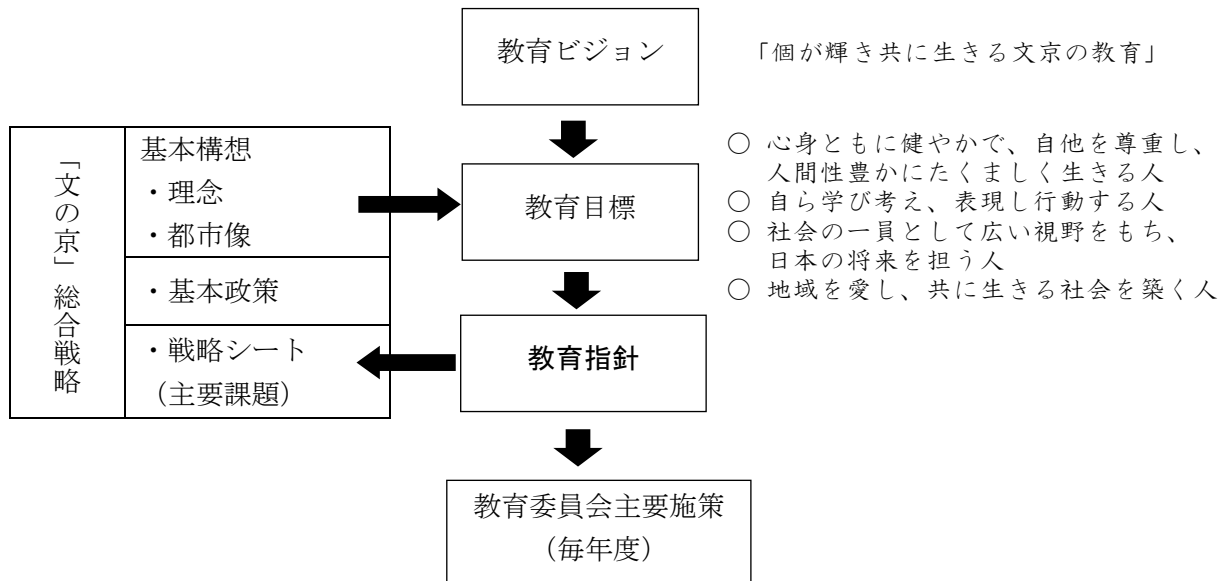 教育ビジョン
「個が輝き共に生きる文京の教育」
「文の京」総合戦略
基本構想
・理念
・都市像
・基本政策
・戦略シート
（主要課題）
教育目標
○ 心身ともに健やかで、自他を尊重し、
人間性豊かにたくましく生きる人
○ 自ら学び考え、表現し行動する人
○ 社会の一員として広い視野をもち、
日本の将来を担う人
○ 地域を愛し、共に生きる社会を築く人
教育指針
教育委員会主要施策
（毎年度）